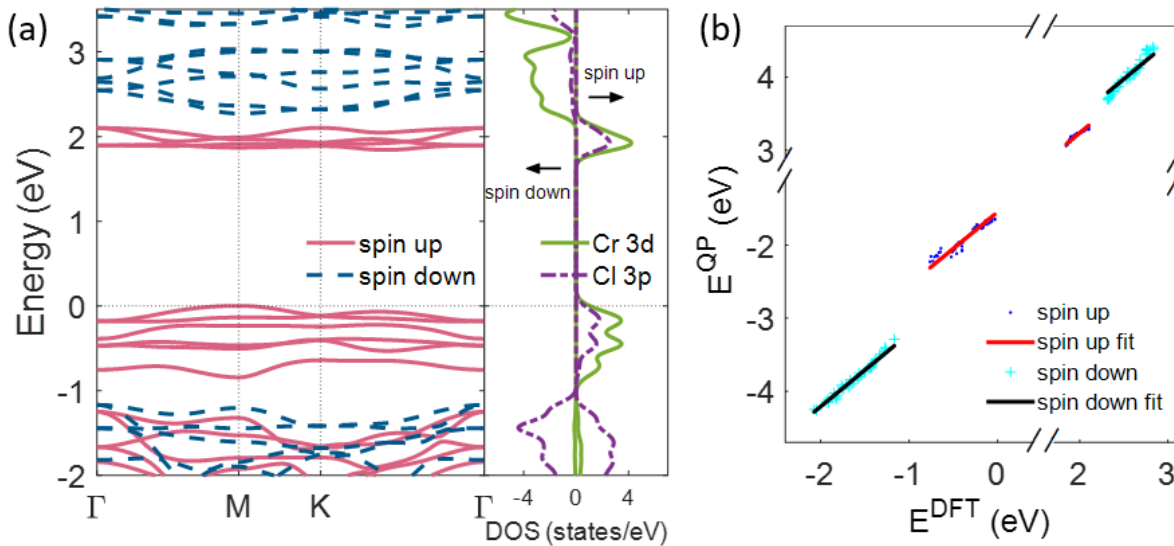 (a)
3
2
1
0
-1
-2
Energy (eV)
Γ
M
K
Γ
spin up
spin down
spin up
spin down
Cr 3d
Cl 3p
-4
0
4
DOS (states/eV)
(b)
4
3
-2
-3
-4
E^QP (eV)
spin up
spin up fit
spin down
spin down fit
-2
-1
0
2
3
E^DFT (eV)